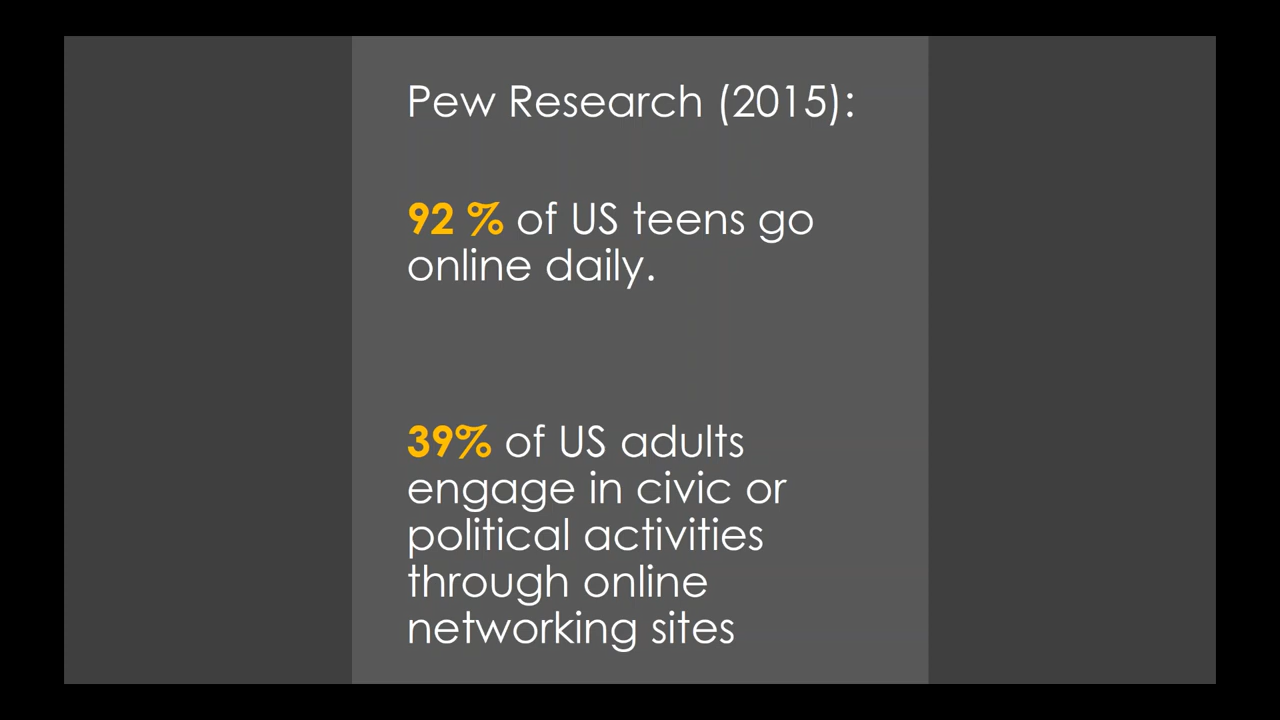 Pew Research (2015):
92 % of US teens go
online daily.
39% of US adults
engage in civic or
political activities
through online
networking sites